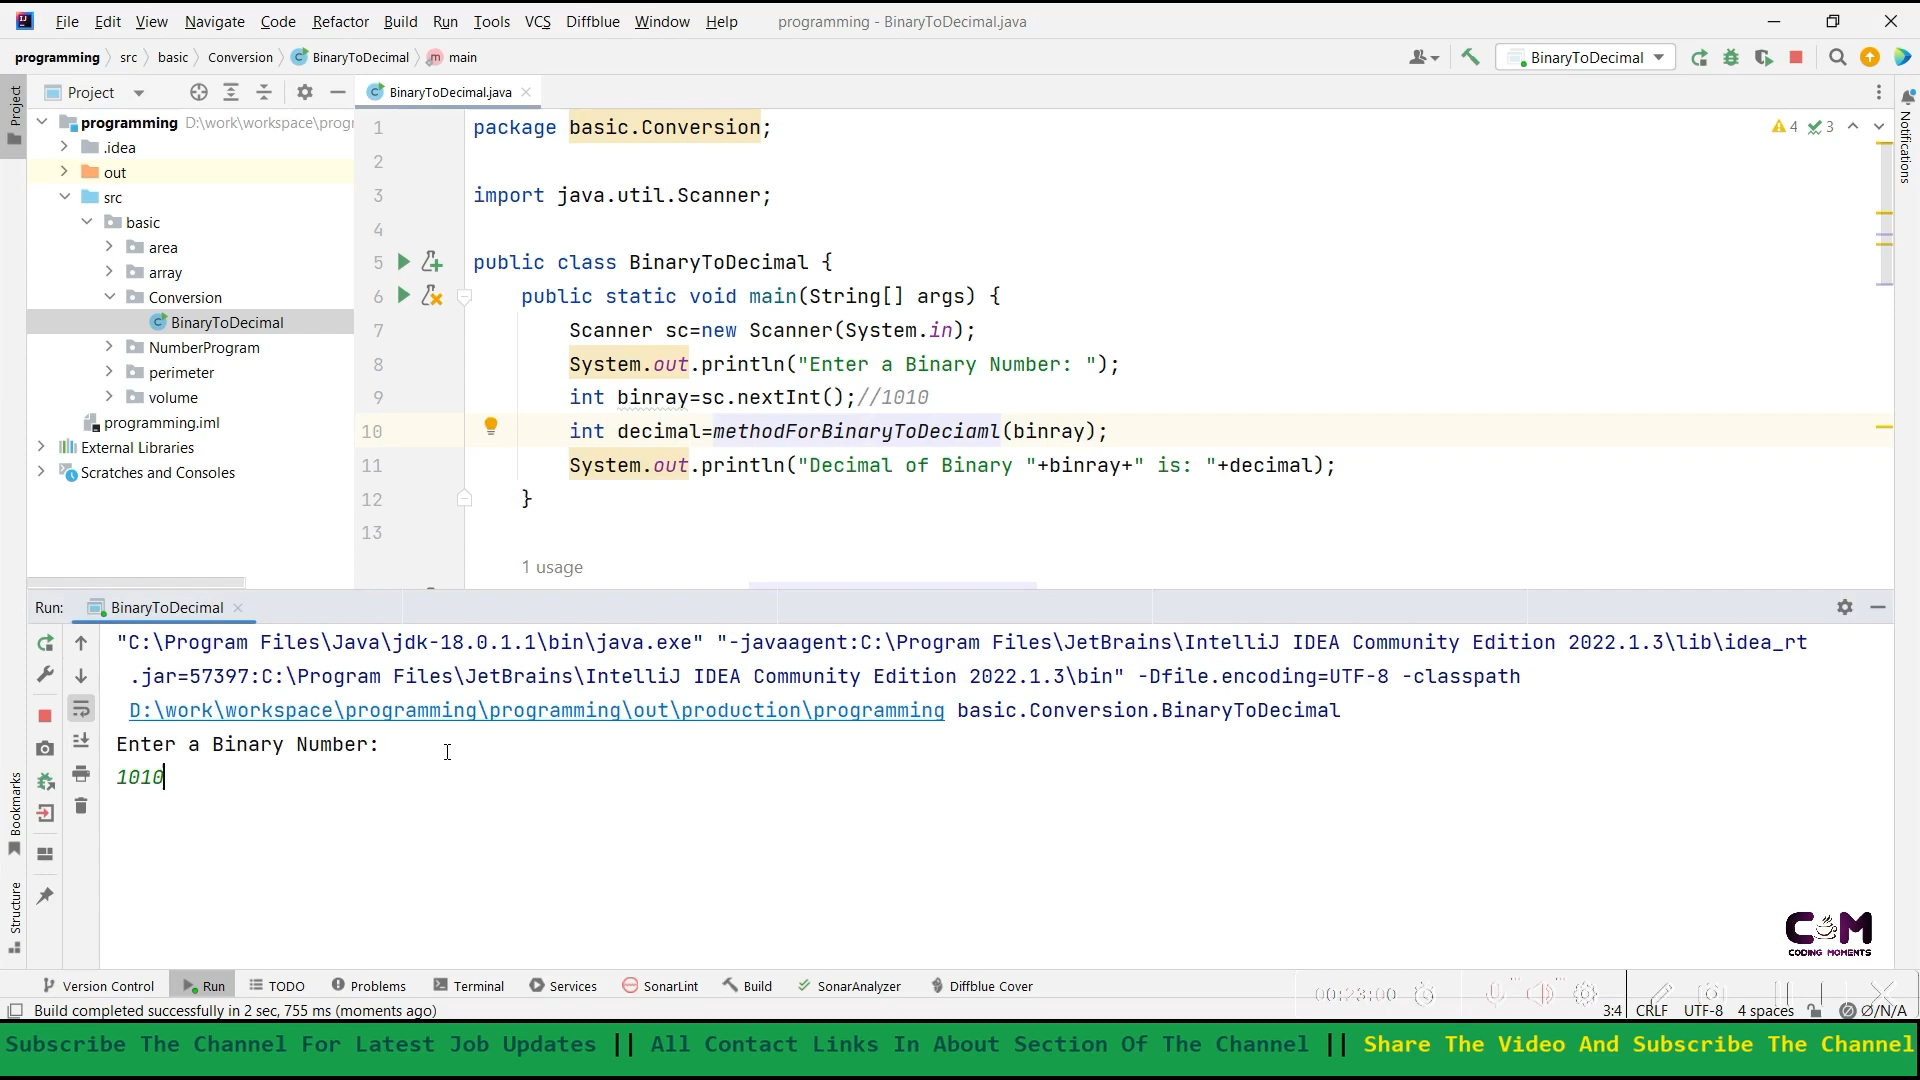 File Edit View Navigate Code Refactor Build Run Tools VCS Diffblue Window Help programming - BinaryToDecimal.java
programming src basic Conversion BinaryToDecimal main BinaryToDecimal
Project
Project
BinaryToDecimal.java
Notifications
programming D:\work\workspace\progr
.idea
out
src
basic
area
array
Conversion
BinaryToDecimal
NumberProgram
perimeter
volume
programming.iml
External Libraries
Scratches and Consoles
4 3
1 package basic.Conversion;
2
3 import java.util.Scanner;
4
5 public class BinaryToDecimal {
6 public static void main(String[] args) {
7 Scanner sc=new Scanner(System.in);
8 System.out.println("Enter a Binary Number: ");
9 int binray=sc.nextInt();//1010
10 int decimal=methodForBinaryToDeciaml(binray);
11 System.out.println("Decimal of Binary "+binray+" is: "+decimal);
12 }
13
1 usage
Run: BinaryToDecimal
"C:\Program Files\Java\jdk-18.0.1.1\bin\java.exe" "-javaagent:C:\Program Files\JetBrains\IntelliJ IDEA Community Edition 2022.1.3\lib\idea_rt
.jar=57397:C:\Program Files\JetBrains\IntelliJ IDEA Community Edition 2022.1.3\bin" -Dfile.encoding=UTF-8 -classpath
D:\work\workspace\programming\programming\out\production\programming basic.Conversion.BinaryToDecimal
Enter a Binary Number:
1010
Bookmarks
Structure
C M
CODING MOMENTS
Version Control Run TODO Problems Terminal Services SonarLint Build SonarAnalyzer Diffblue Cover
00:23:00
Build completed successfully in 2 sec, 755 ms (moments ago) 3:4 CRLF UTF-8 4 spaces Ø/N/A
Subscribe The Channel For Latest Job Updates || All Contact Links In About Section Of The Channel || Share The Video And Subscribe The Channel